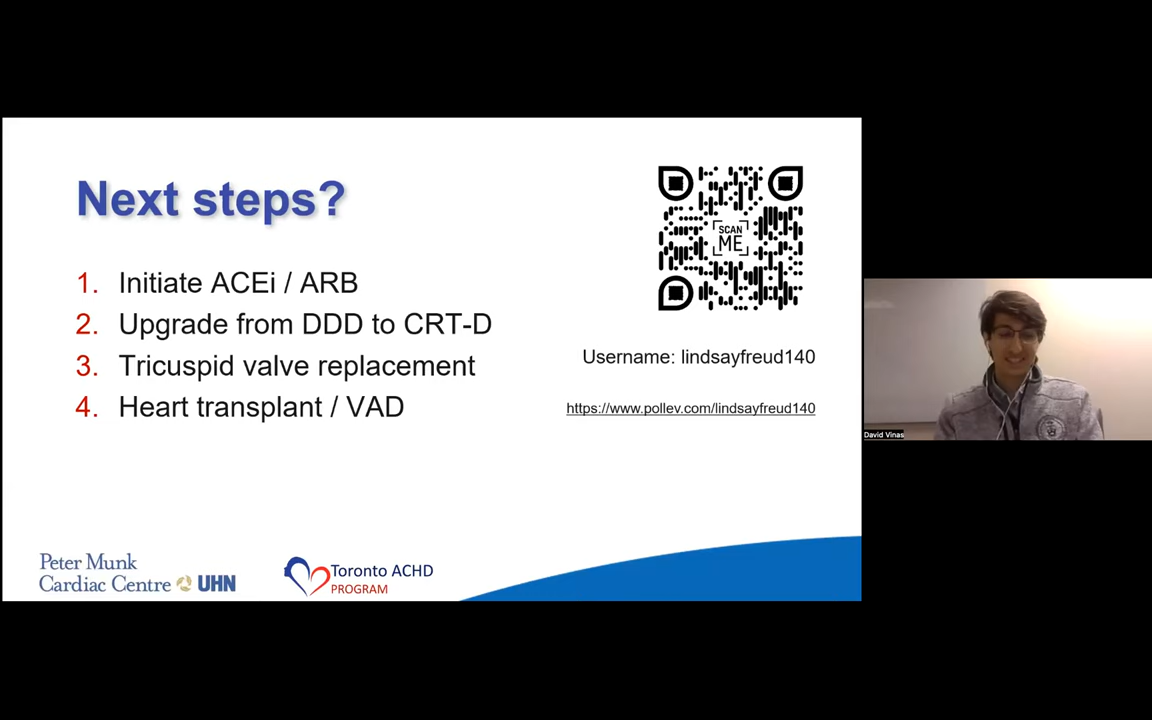 Next steps?
1. Initiate ACEi / ARB
2. Upgrade from DDD to CRT-D
3. Tricuspid valve replacement
4. Heart transplant / VAD
SCAN
ME
Username: lindsayfreud140
https://www.pollev.com/lindsayfreud140
David Vinas
Peter Munk
Cardiac Centre UHN
Toronto ACHD
PROGRAM